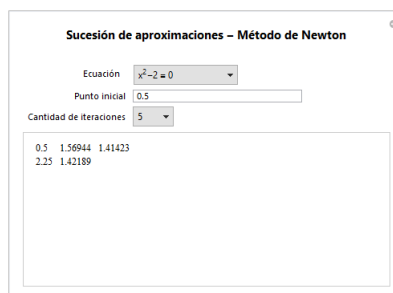 Sucesión de aproximaciones – Método de Newton
Ecuación x²−2 = 0
Punto inicial 0.5
Cantidad de iteraciones 5
0.5 1.56944 1.41423
2.25 1.42189